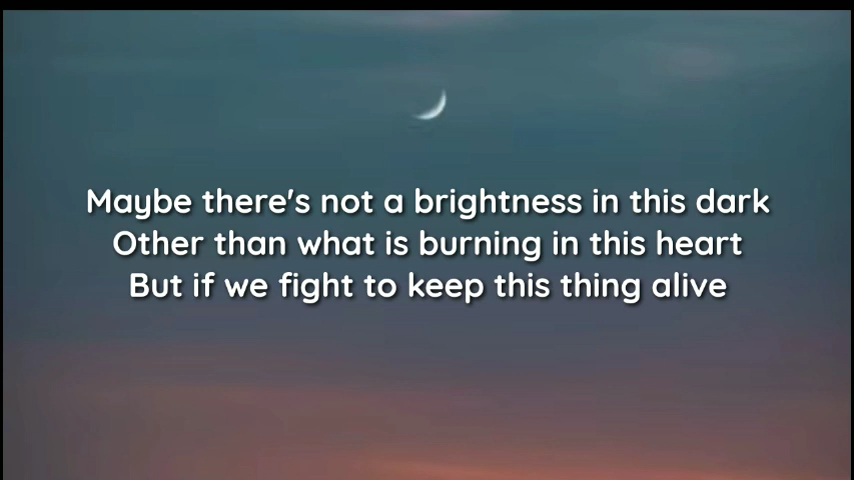 Maybe there's not a brightness in this dark
Other than what is burning in this heart
But if we fight to keep this thing alive